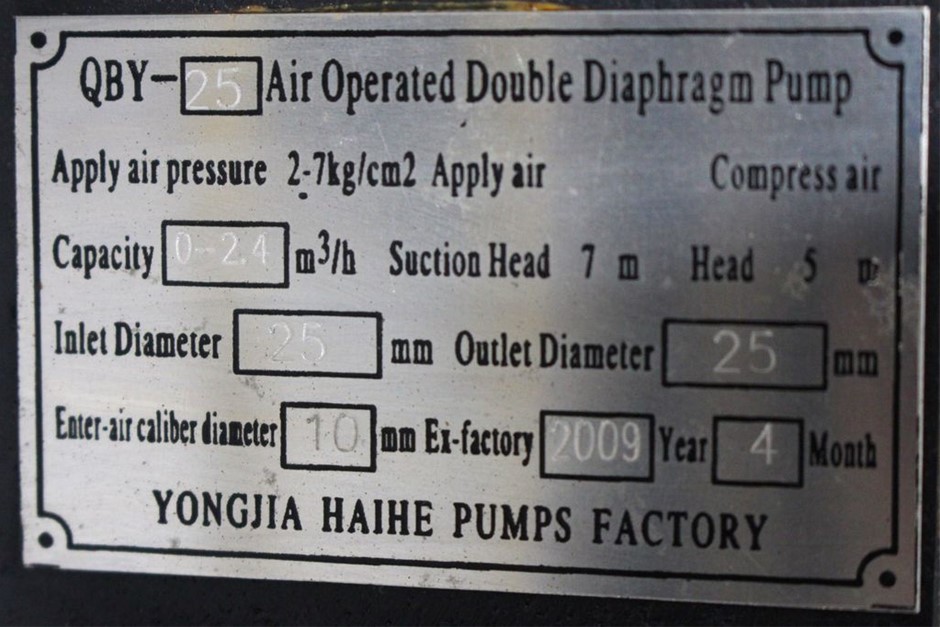 QBY-25 Air Operated Double Diaphragm Pump
Apply air pressure 2-7kg/cm2 Apply air Compress air
Capacity 0-2.4 m³/h Suction Head 7 m Head 5 m
Inlet Diameter 25 mm Outlet Diameter 25 mm
Enter-air caliber diameter 10 mm Ex-factory 2009 Year 4 Month
YONGJIA HAIHE PUMPS FACTORY